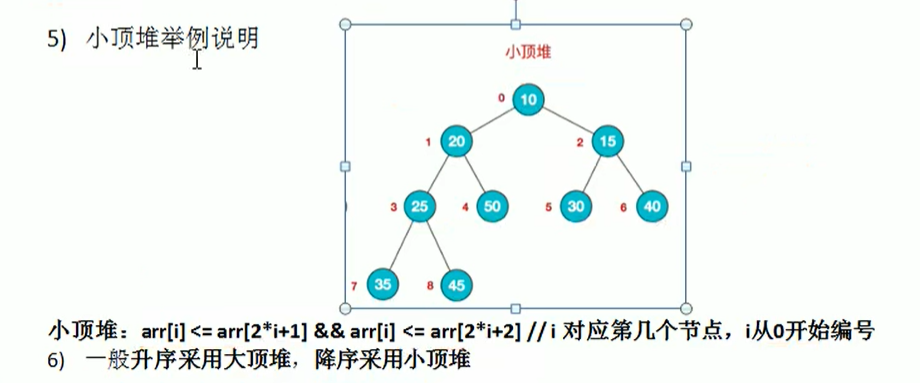 5) 小顶堆举例说明
小顶堆
0 10
1 20 2 15
3 25 4 50 5 30 6 40
7 35 8 45
小顶堆：arr[i] <= arr[2*i+1] && arr[i] <= arr[2*i+2] // i 对应第几个节点，i从0开始编号
6) 一般升序采用大顶堆，降序采用小顶堆